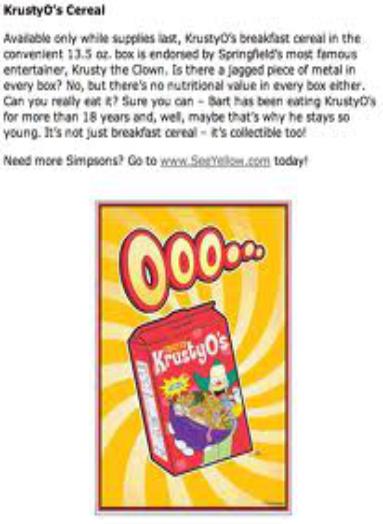 KrustyO's Cereal
Available only while supplies last, KrustyO's breakfast cereal in the
convenient 13.5 oz. box is endorsed by Springfield's most famous
entertainer, Krusty the Clown. Is there a jagged piece of metal in
every box? No, but there's no nutritional value in every box either.
Can you really eat it? Sure you can – Bart has been eating KrustyO's
for more than 18 years and, well, maybe that's why he stays so
young. It's not just breakfast cereal – it's collectible too!
Need more Simpsons? Go to www.SeeYellow.com today!
OOO...
KrustyO's